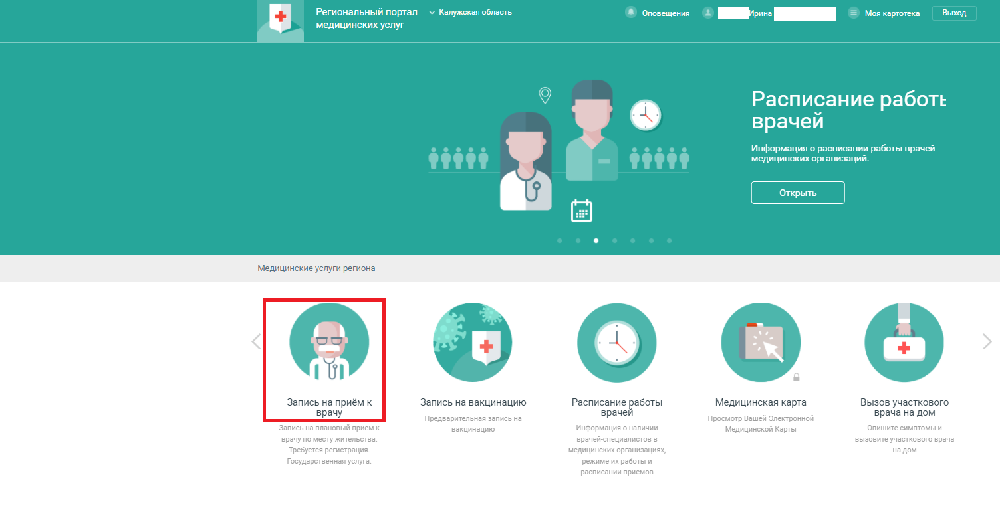 Региональный портал
медицинских услуг
Калужская область
Оповещения
Ирина
Моя картотека
Выход
Расписание работы
врачей
Информация о расписании работы врачей
медицинских организаций.
Открыть
Медицинские услуги региона
Запись на приём к
врачу
Запись на плановый прием к
врачу по месту жительства.
Требуется регистрация.
Государственная услуга.
Запись на вакцинацию
Предварительная запись на
вакцинацию
Расписание работы
врачей
Информация о наличии
врачей-специалистов в
медицинских организациях,
режиме их работы и
расписании приемов
Медицинская карта
Просмотр Вашей Электронной
Медицинской Карты
Вызов участкового
врача на дом
Опишите симптомы и
вызовите участкового врача
на дом